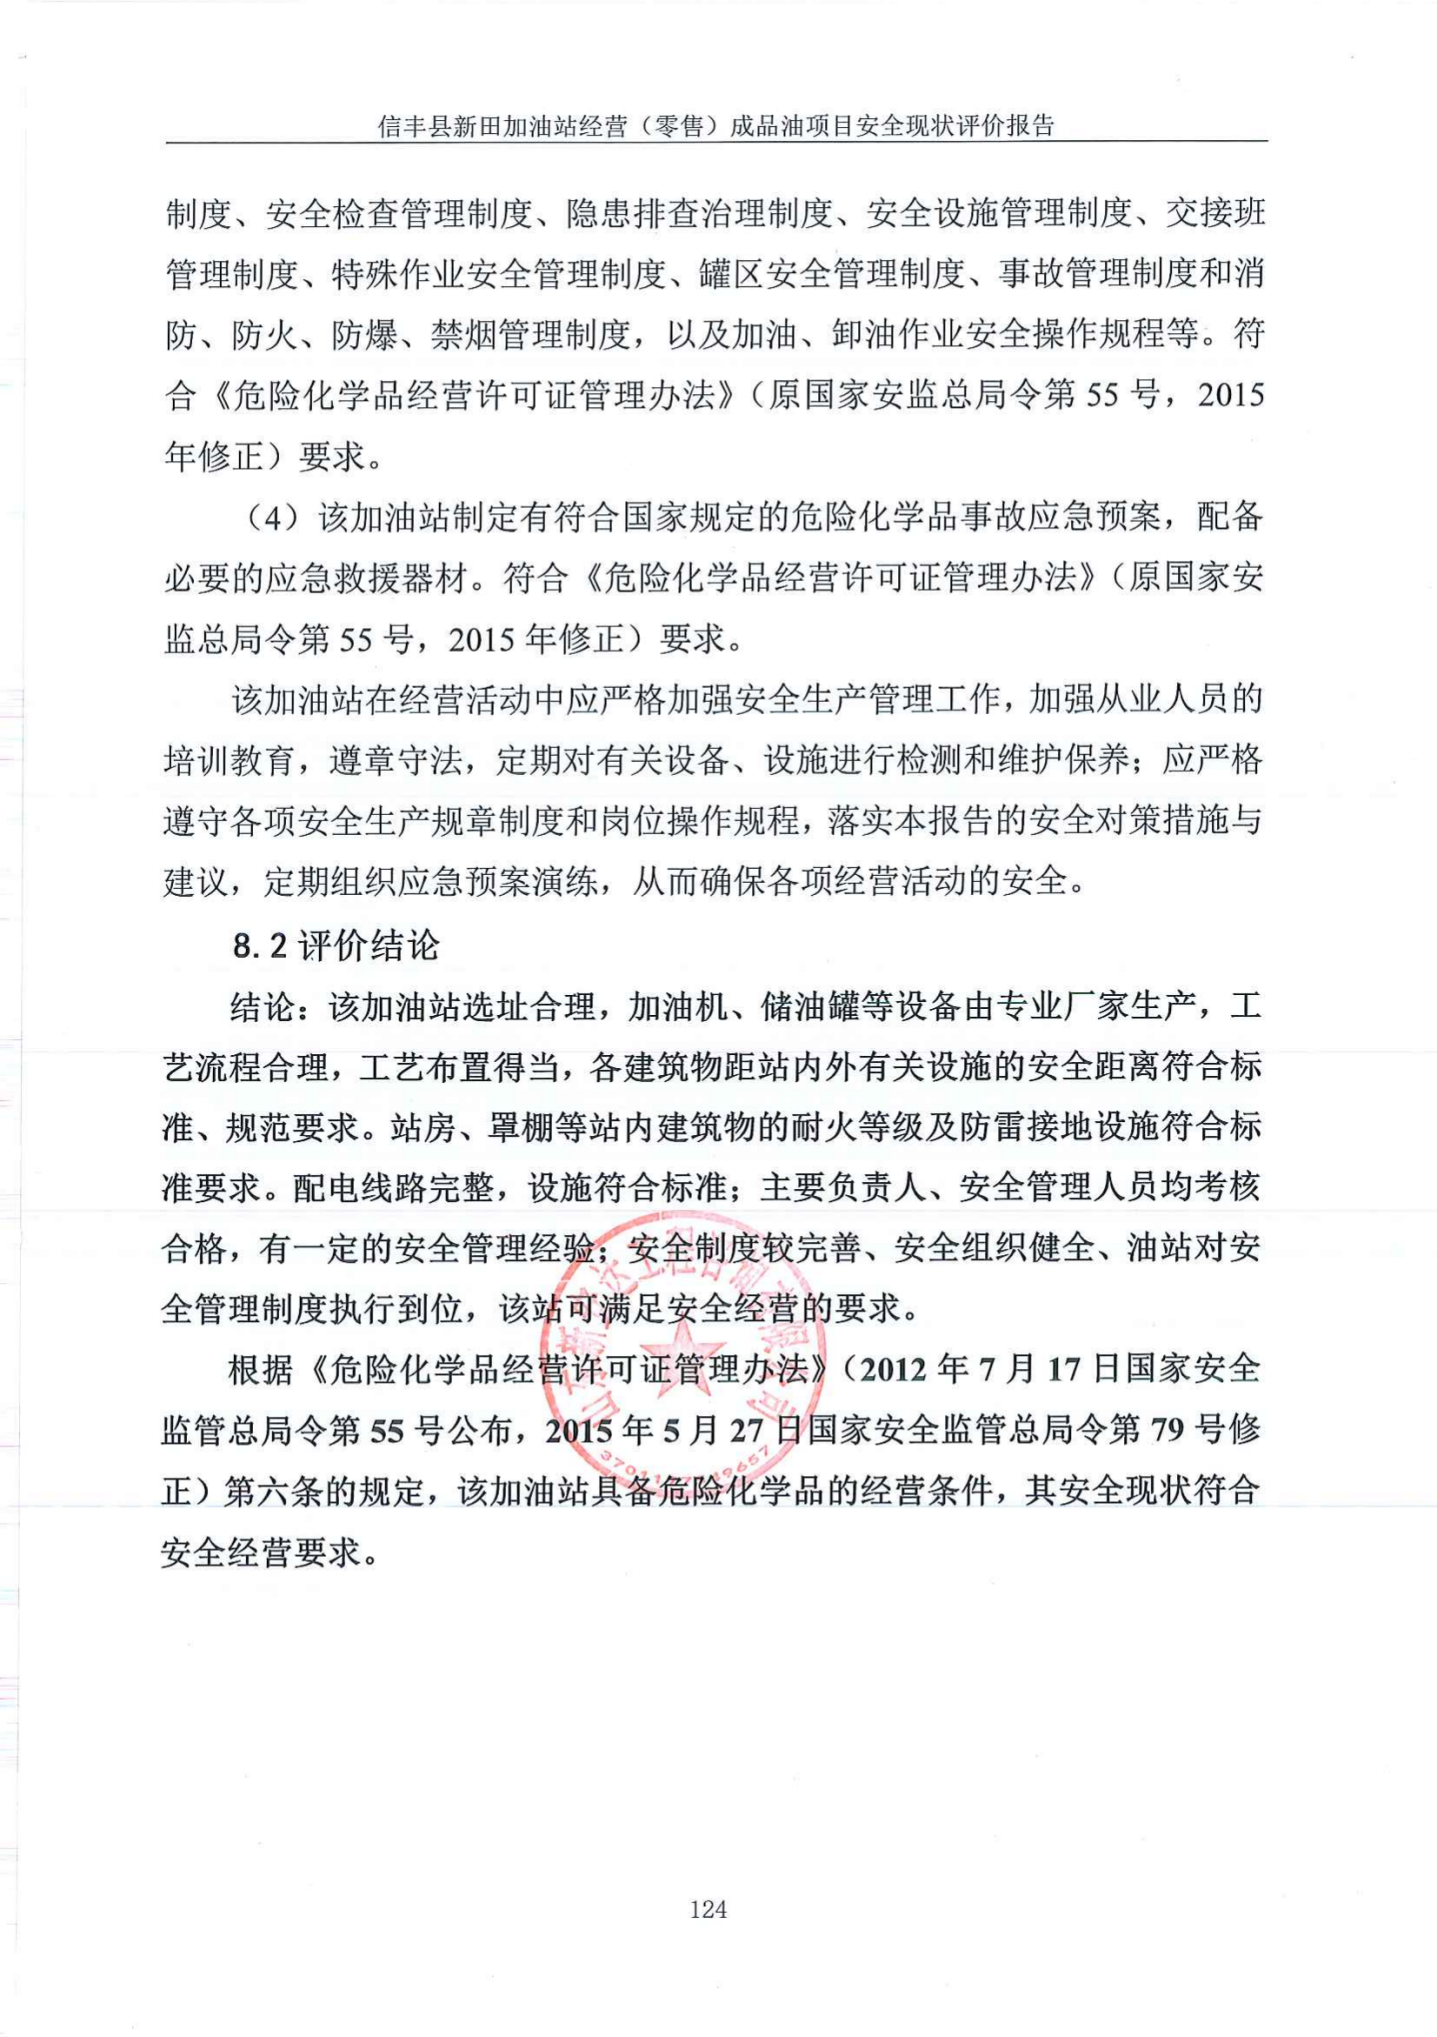 信丰县新田加油站经营（零售）成品油项目安全现状评价报告
制度、安全检查管理制度、隐患排查治理制度、安全设施管理制度、交接班
管理制度、特殊作业安全管理制度、罐区安全管理制度、事故管理制度和消
防、防火、防爆、禁烟管理制度，以及加油、卸油作业安全操作规程等。符
合《危险化学品经营许可证管理办法》（原国家安监总局令第 55 号，2015
年修正）要求。
（4）该加油站制定有符合国家规定的危险化学品事故应急预案，配备
必要的应急救援器材。符合《危险化学品经营许可证管理办法》（原国家安
监总局令第 55 号，2015 年修正）要求。
该加油站在经营活动中应严格加强安全生产管理工作，加强从业人员的
培训教育，遵章守法，定期对有关设备、设施进行检测和维护保养；应严格
遵守各项安全生产规章制度和岗位操作规程，落实本报告的安全对策措施与
建议，定期组织应急预案演练，从而确保各项经营活动的安全。
8.2 评价结论
结论：该加油站选址合理，加油机、储油罐等设备由专业厂家生产，工
艺流程合理，工艺布置得当，各建筑物距站内外有关设施的安全距离符合标
准、规范要求。站房、罩棚等站内建筑物的耐火等级及防雷接地设施符合标
准要求。配电线路完整，设施符合标准；主要负责人、安全管理人员均考核
合格，有一定的安全管理经验；安全制度较完善、安全组织健全、油站对安
全管理制度执行到位，该站可满足安全经营的要求。
根据《危险化学品经营许可证管理办法》（2012 年 7 月 17 日国家安全
监管总局令第 55 号公布，2015 年 5 月 27 日国家安全监管总局令第 79 号修
正）第六条的规定，该加油站具备危险化学品的经营条件，其安全现状符合
安全经营要求。
124